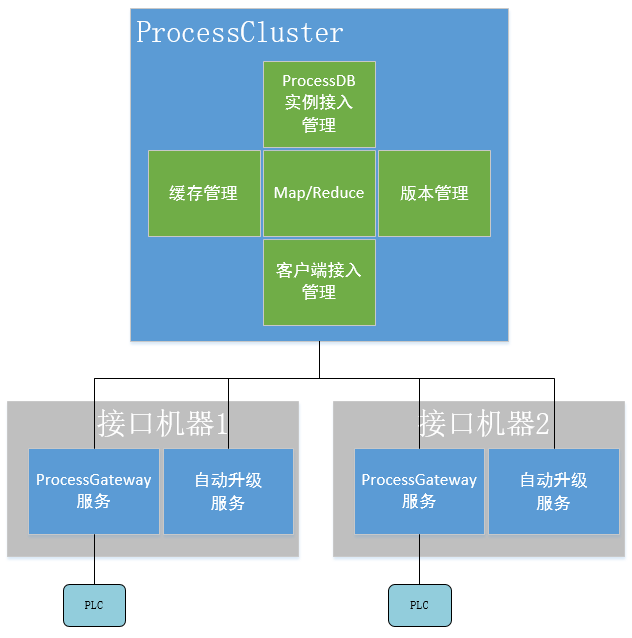 ProcessCluster
ProcessDB
实例接入
管理
缓存管理
Map/Reduce
版本管理
客户端接入
管理
接口机器1
接口机器2
ProcessGateway
服务
自动升级
服务
ProcessGateway
服务
自动升级
服务
PLC
PLC